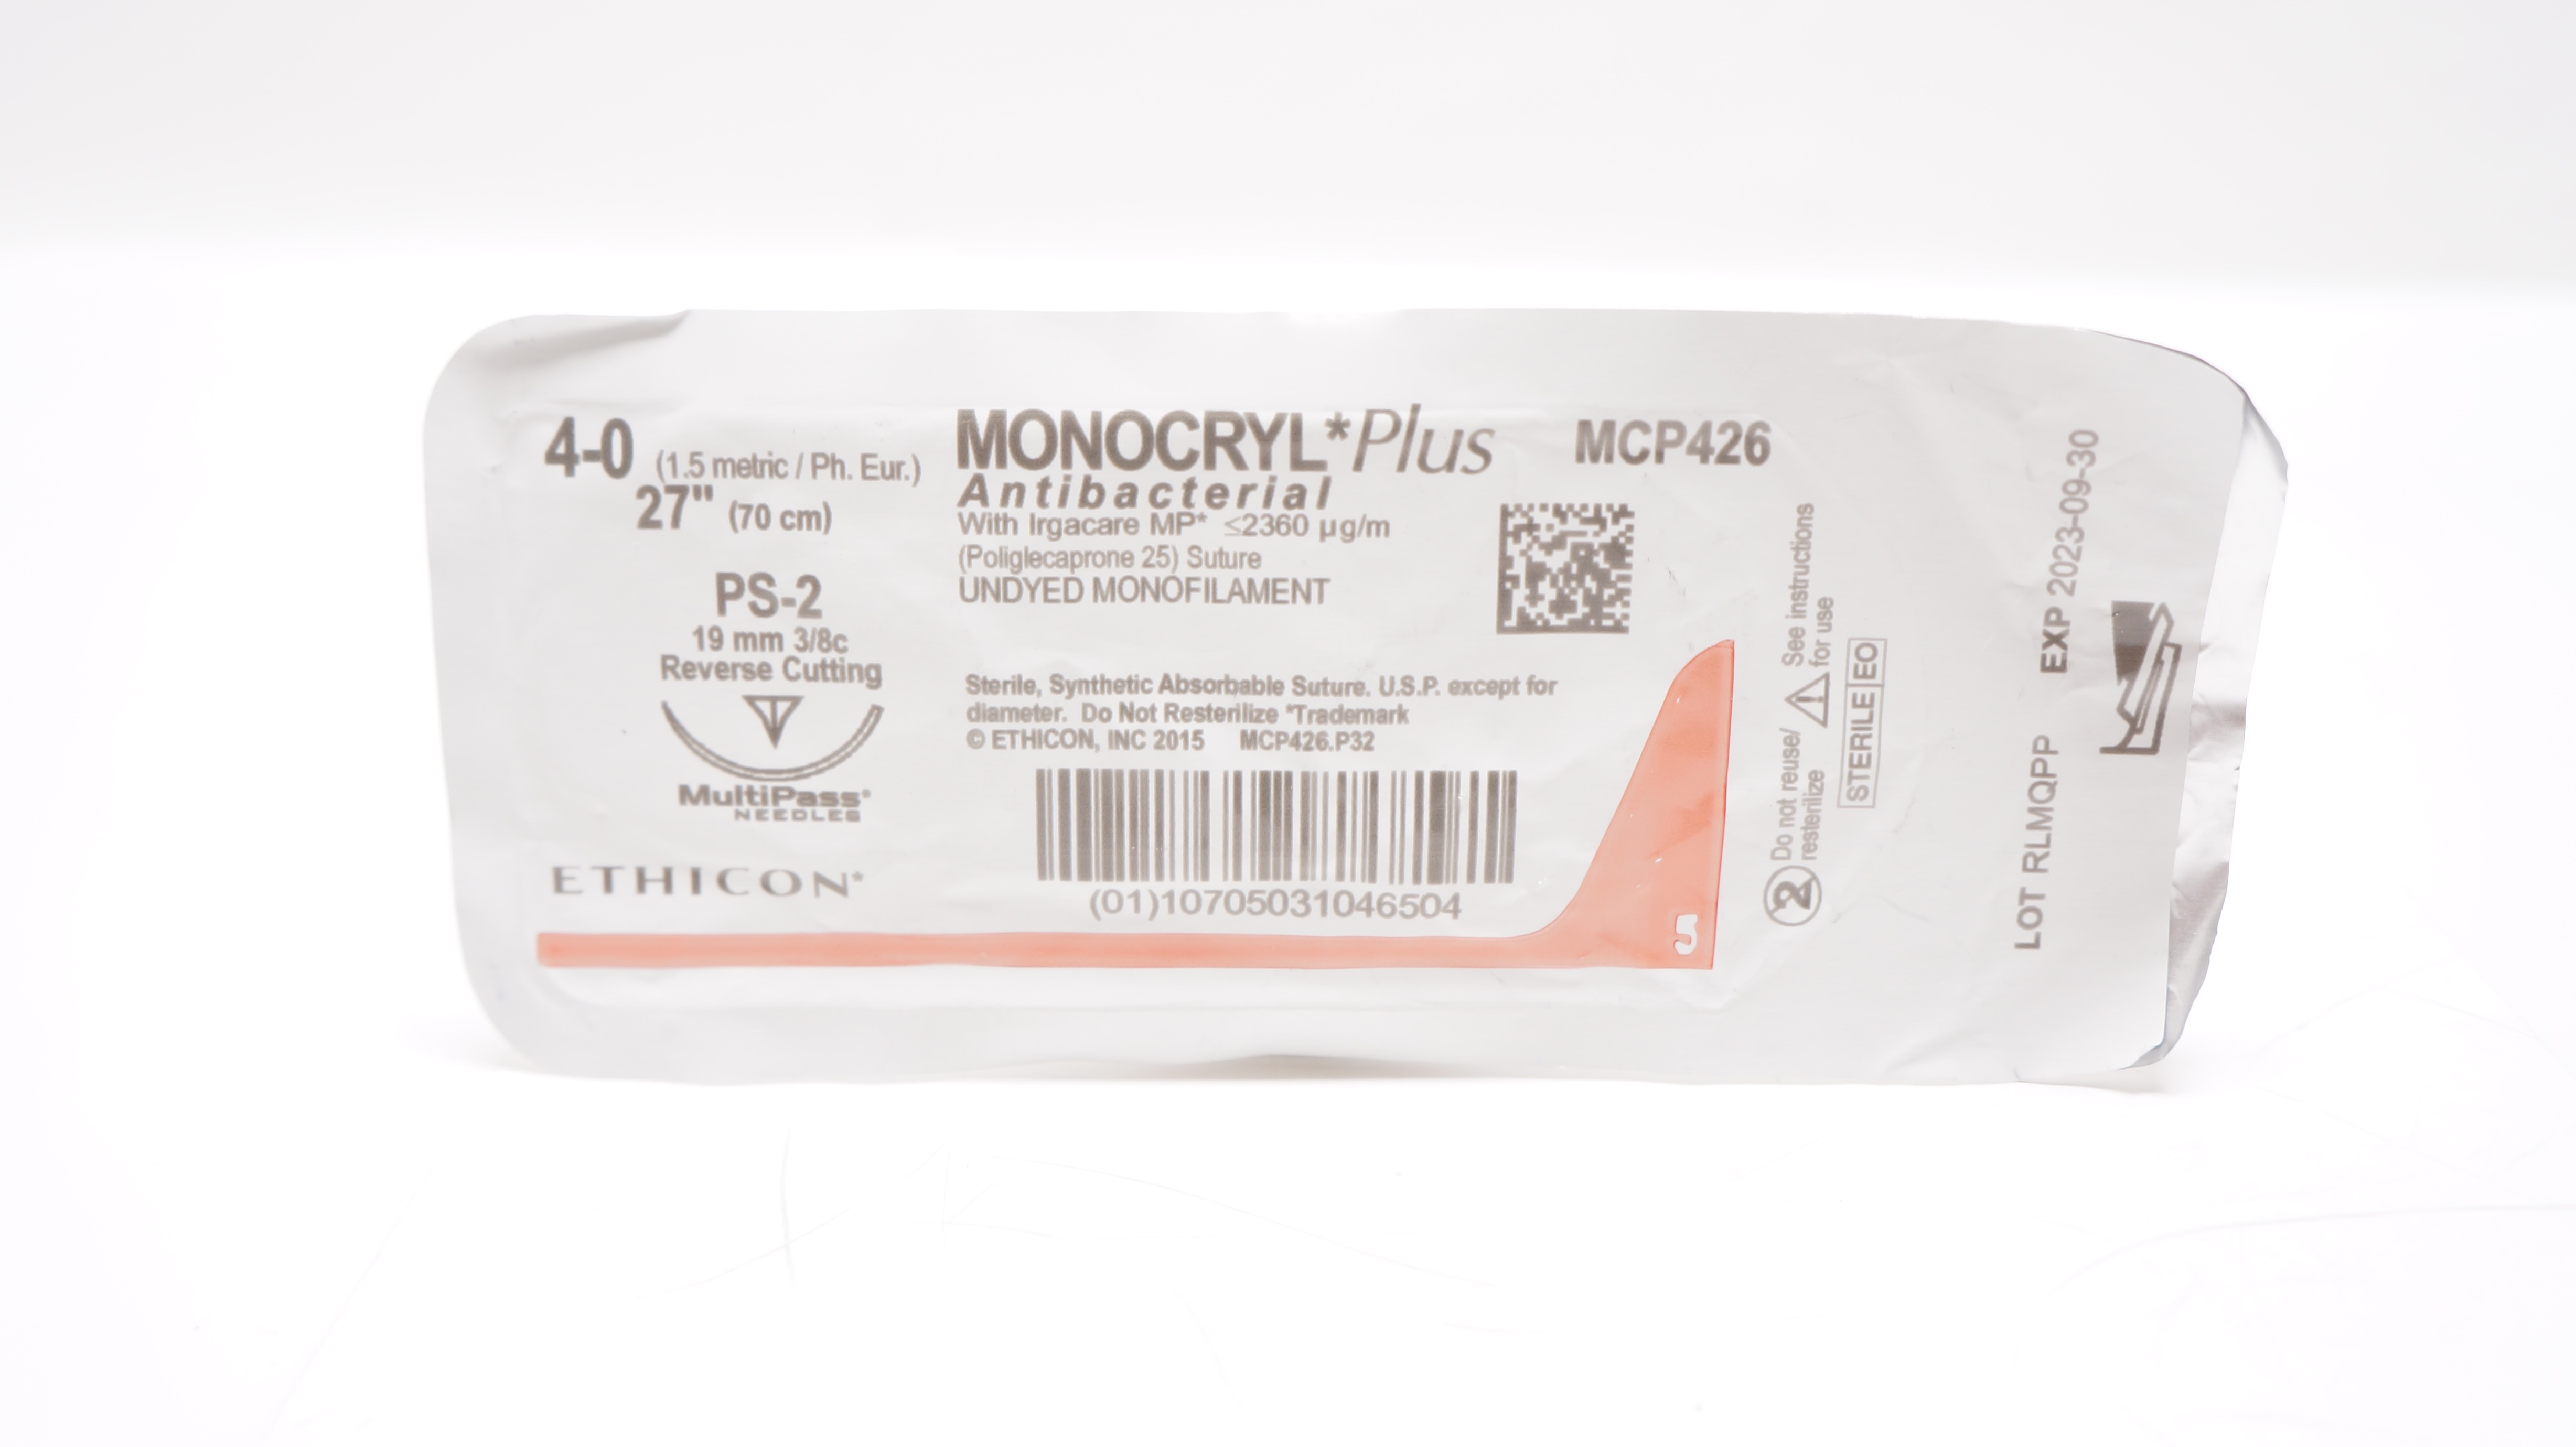 4-0 (1.5 metric / Ph. Eur.)
27" (70 cm)
PS-2
19 mm 3/8c
Reverse Cutting
MultiPass®
NEEDLES
ETHICON*
MONOCRYL*Plus
Antibacterial
With Irgacare MP* ≤2360 µg/m
(Poliglecaprone 25) Suture
UNDYED MONOFILAMENT
MCP426
Sterile, Synthetic Absorbable Suture. U.S.P. except for
diameter. Do Not Resterilize *Trademark
© ETHICON, INC 2015 MCP426.P32
(01)10705031046504
5
2 Do not reuse/
resterilize
See instructions
for use
STERILE EO
LOT RLMQPP EXP 2023-09-30